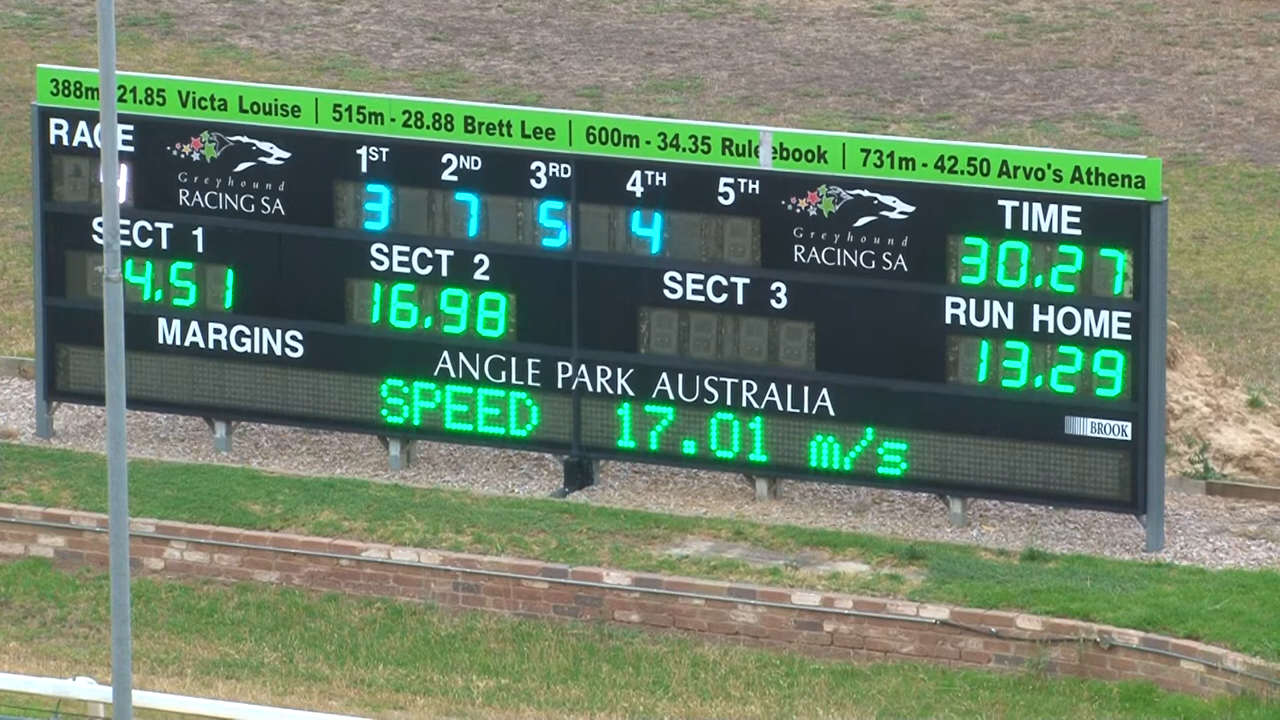 388m 21.85 Victa Louise | 515m - 28.88 Brett Lee | 600m - 34.35 Rulebook | 731m - 42.50 Arvo's Athena
RACE 4
Greyhound
RACING SA
1ST 2ND 3RD 4TH 5TH
3 7 5 4
Greyhound
RACING SA
TIME
30.27
SECT 1
4.51
SECT 2
16.98
SECT 3
RUN HOME
13.29
MARGINS
ANGLE PARK AUSTRALIA
SPEED 17.01 m/s
BROOK